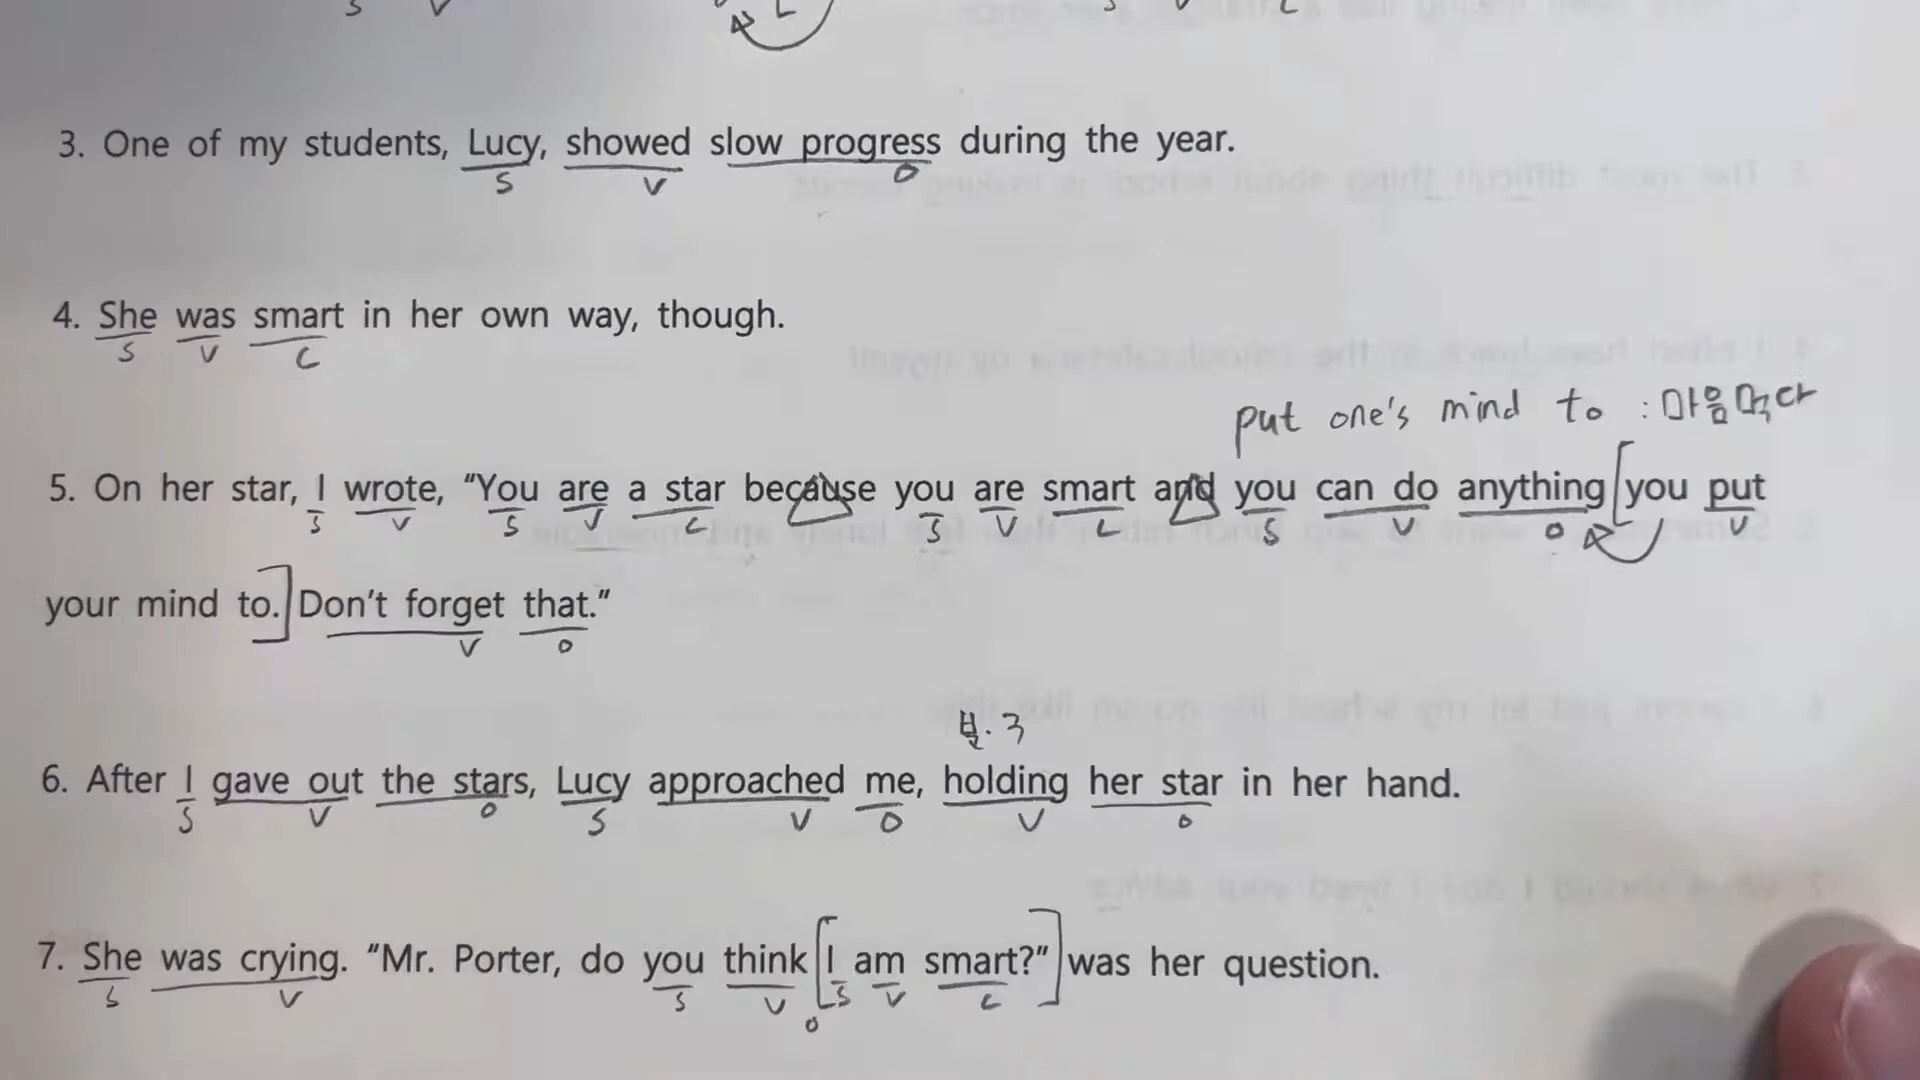 S V C S V C
3. One of my students, Lucy, showed slow progress during the year.
S V O
4. She was smart in her own way, though.
S V C
put one's mind to : 마음먹다
5. On her star, I wrote, "You are a star because you are smart and you can do anything [you put
S V S V C S V C S V O V
your mind to.] Don't forget that."
V O
분.구
6. After I gave out the stars, Lucy approached me, holding her star in her hand.
S V O S V O V O
7. She was crying. "Mr. Porter, do you think [I am smart?"] was her question.
S V S V O S V C